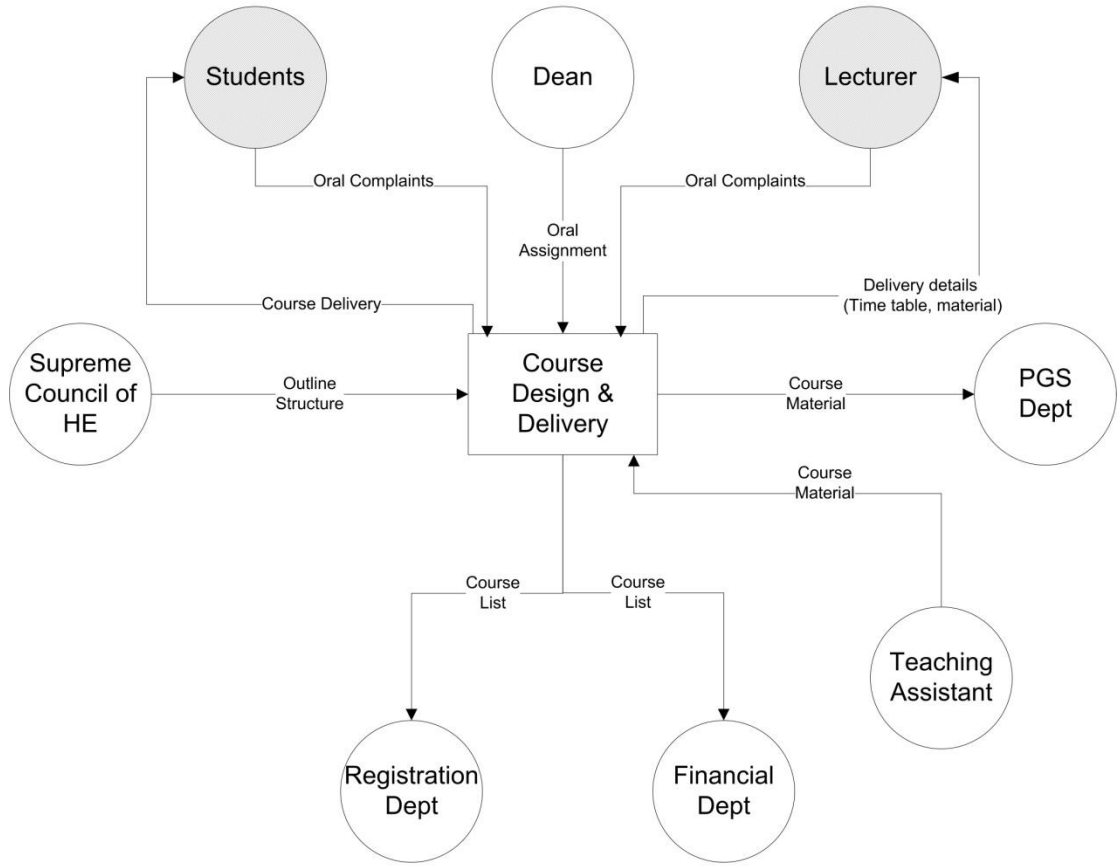 Students
Dean
Lecturer
Oral Complaints
Oral Complaints
Oral
Assignment
Course Delivery
Delivery details
(Time table, material)
Supreme
Council of
HE
Outline
Structure
Course
Design &
Delivery
Course
Material
PGS
Dept
Course
Material
Course
List
Course
List
Teaching
Assistant
Registration
Dept
Financial
Dept